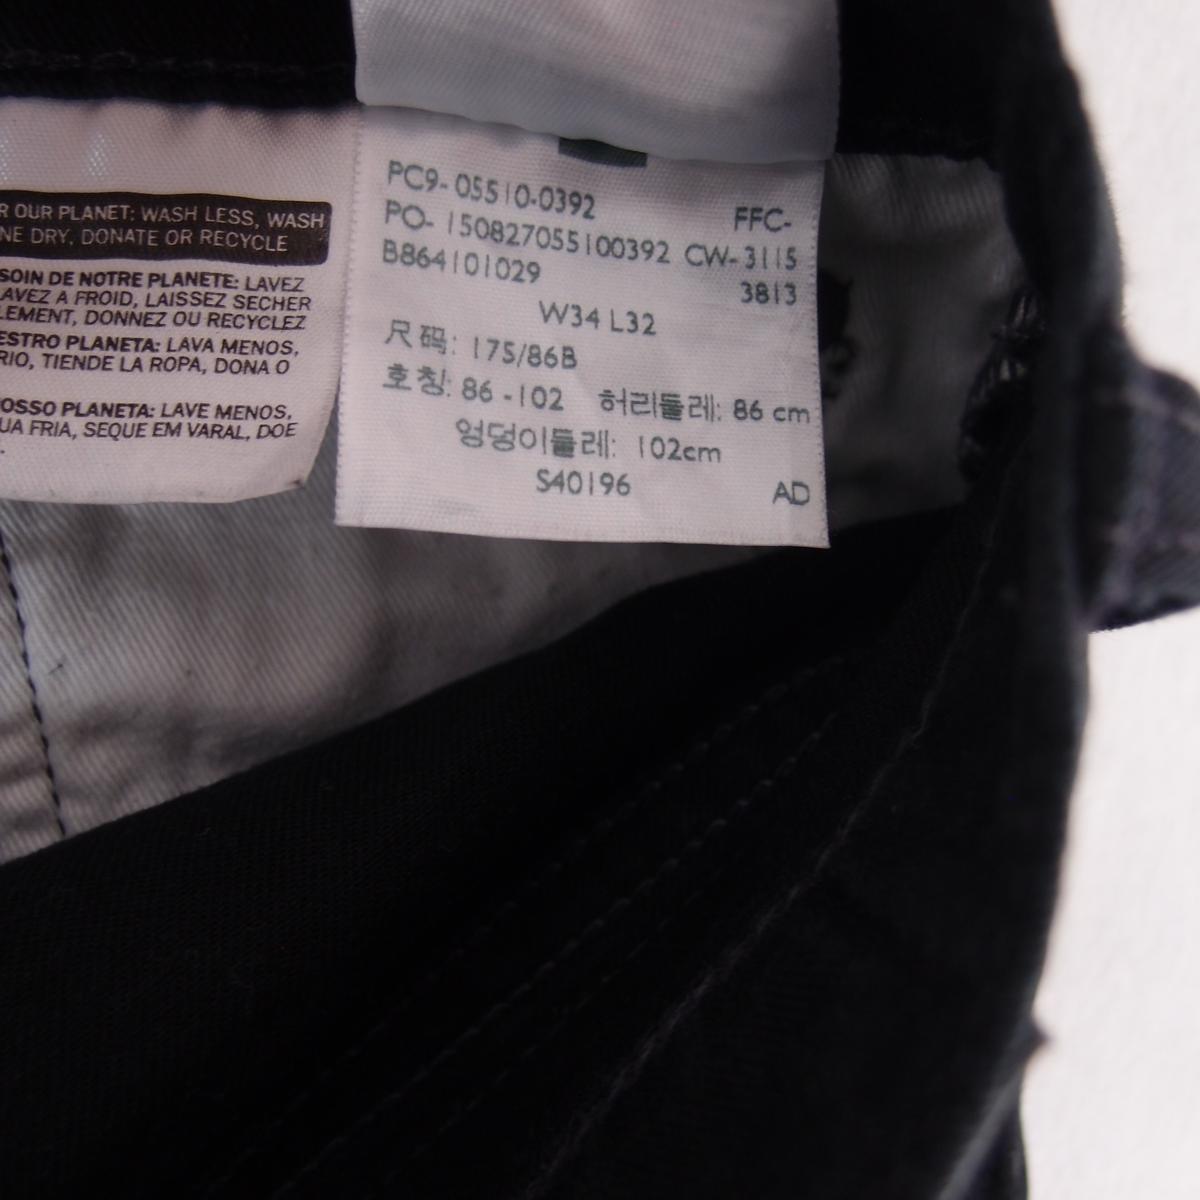 R OUR PLANET: WASH LESS, WASH
NE DRY, DONATE OR RECYCLE
SOIN DE NOTRE PLANETE: LAVEZ
LAVEZ A FROID, LAISSEZ SECHER
LEMENT, DONNEZ OU RECYCLEZ
ESTRO PLANETA: LAVA MENOS,
RIO, TIENDE LA ROPA, DONA O
OSSO PLANETA: LAVE MENOS,
UA FRIA, SEQUE EM VARAL, DOE
.
PC9-05510-0392 FFC-
PO-150827055100392 CW-3115
B864101029 3813
W34 L32
尺码: 175/86B
호칭: 86 -102 허리둘레: 86 cm
엉덩이둘레: 102cm
S40196 AD